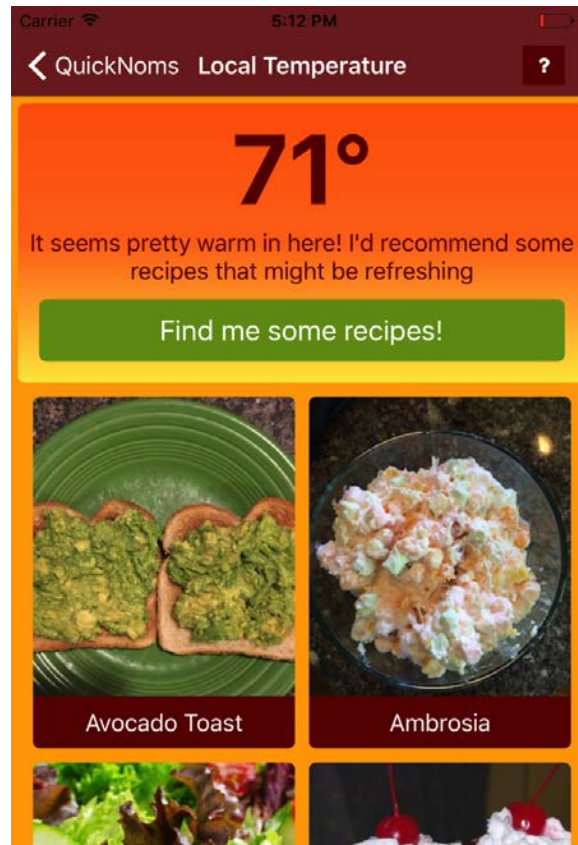 Carrier 5:12 PM
QuickNoms Local Temperature ?
71°
It seems pretty warm in here! I'd recommend some
recipes that might be refreshing
Find me some recipes!
Avocado Toast Ambrosia